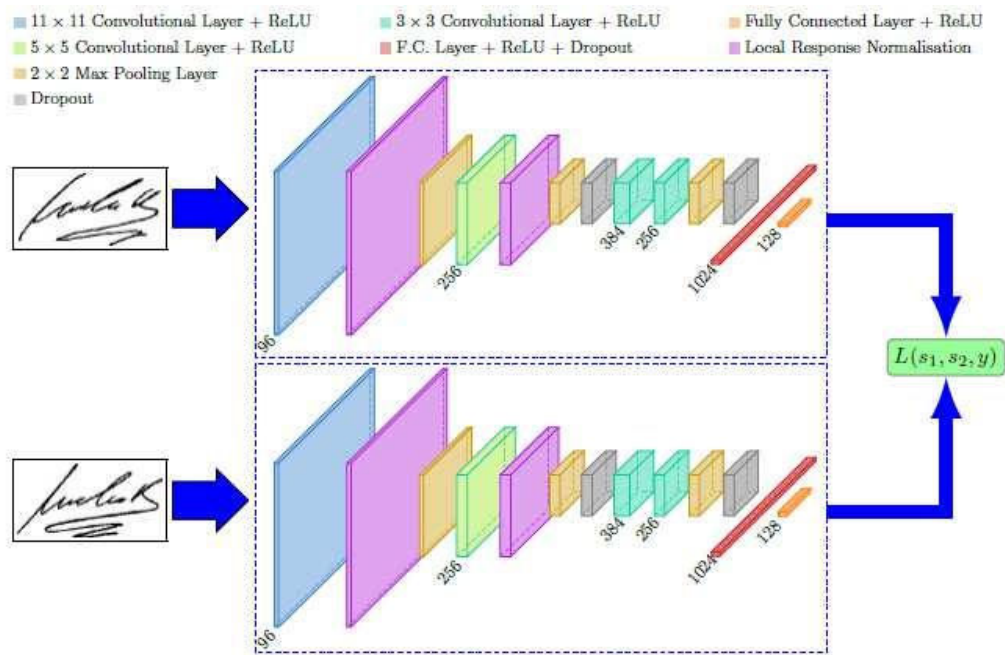 11 × 11 Convolutional Layer + ReLU
3 × 3 Convolutional Layer + ReLU
Fully Connected Layer + ReLU
5 × 5 Convolutional Layer + ReLU
F.C. Layer + ReLU + Dropout
Local Response Normalisation
2 × 2 Max Pooling Layer
Dropout
96
256
384
256
1024
128
L(s₁, s₂, y)
96
256
384
256
1024
128